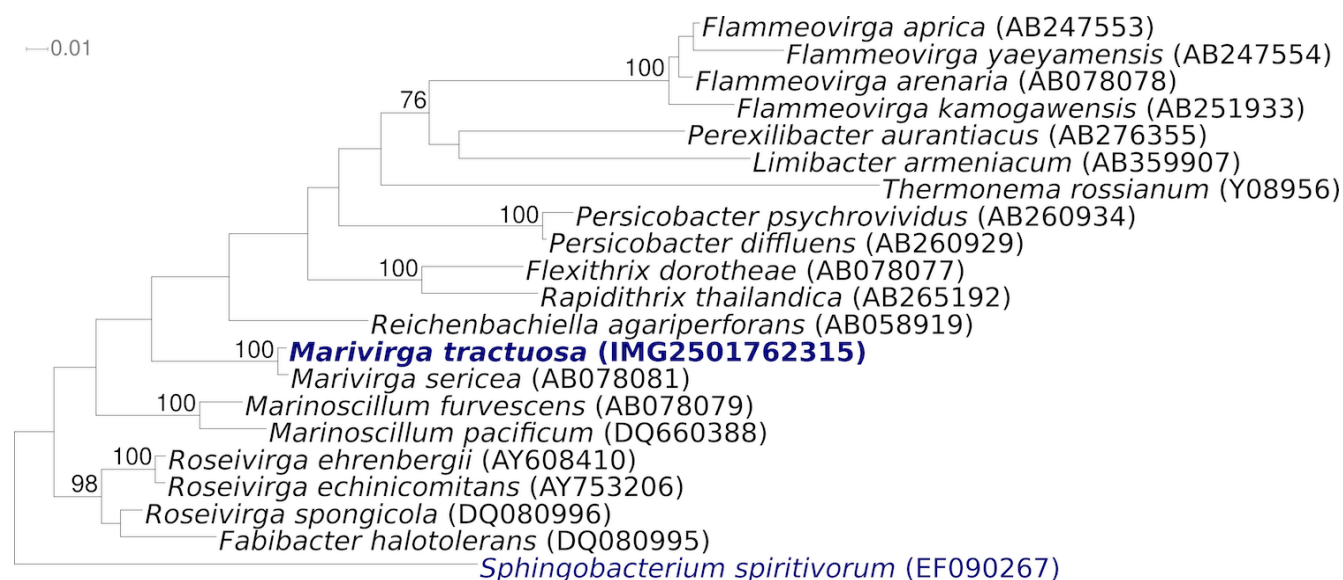 Flammeovirga aprica (AB247553)
0.01
Flammeovirga yaeyamensis (AB247554)
100
Flammeovirga arenaria (AB078078)
76
Flammeovirga kamogawensis (AB251933)
Perexilibacter aurantiacus (AB276355)
Limibacter armeniacum (AB359907)
Thermonema rossianum (Y08956)
100
Persicobacter psychrovividus (AB260934)
Persicobacter diffluens (AB260929)
100
Flexithrix dorotheae (AB078077)
Rapidithrix thailandica (AB265192)
Reichenbachiella agariperforans (AB058919)
100
Marivirga tractuosa (IMG2501762315)
Marivirga sericea (AB078081)
100
Marinoscillum furvescens (AB078079)
Marinoscillum pacificum (DQ660388)
100
Roseivirga ehrenbergii (AY608410)
98
Roseivirga echinicomitans (AY753206)
Roseivirga spongicola (DQ080996)
Fabibacter halotolerans (DQ080995)
Sphingobacterium spiritivorum (EF090267)